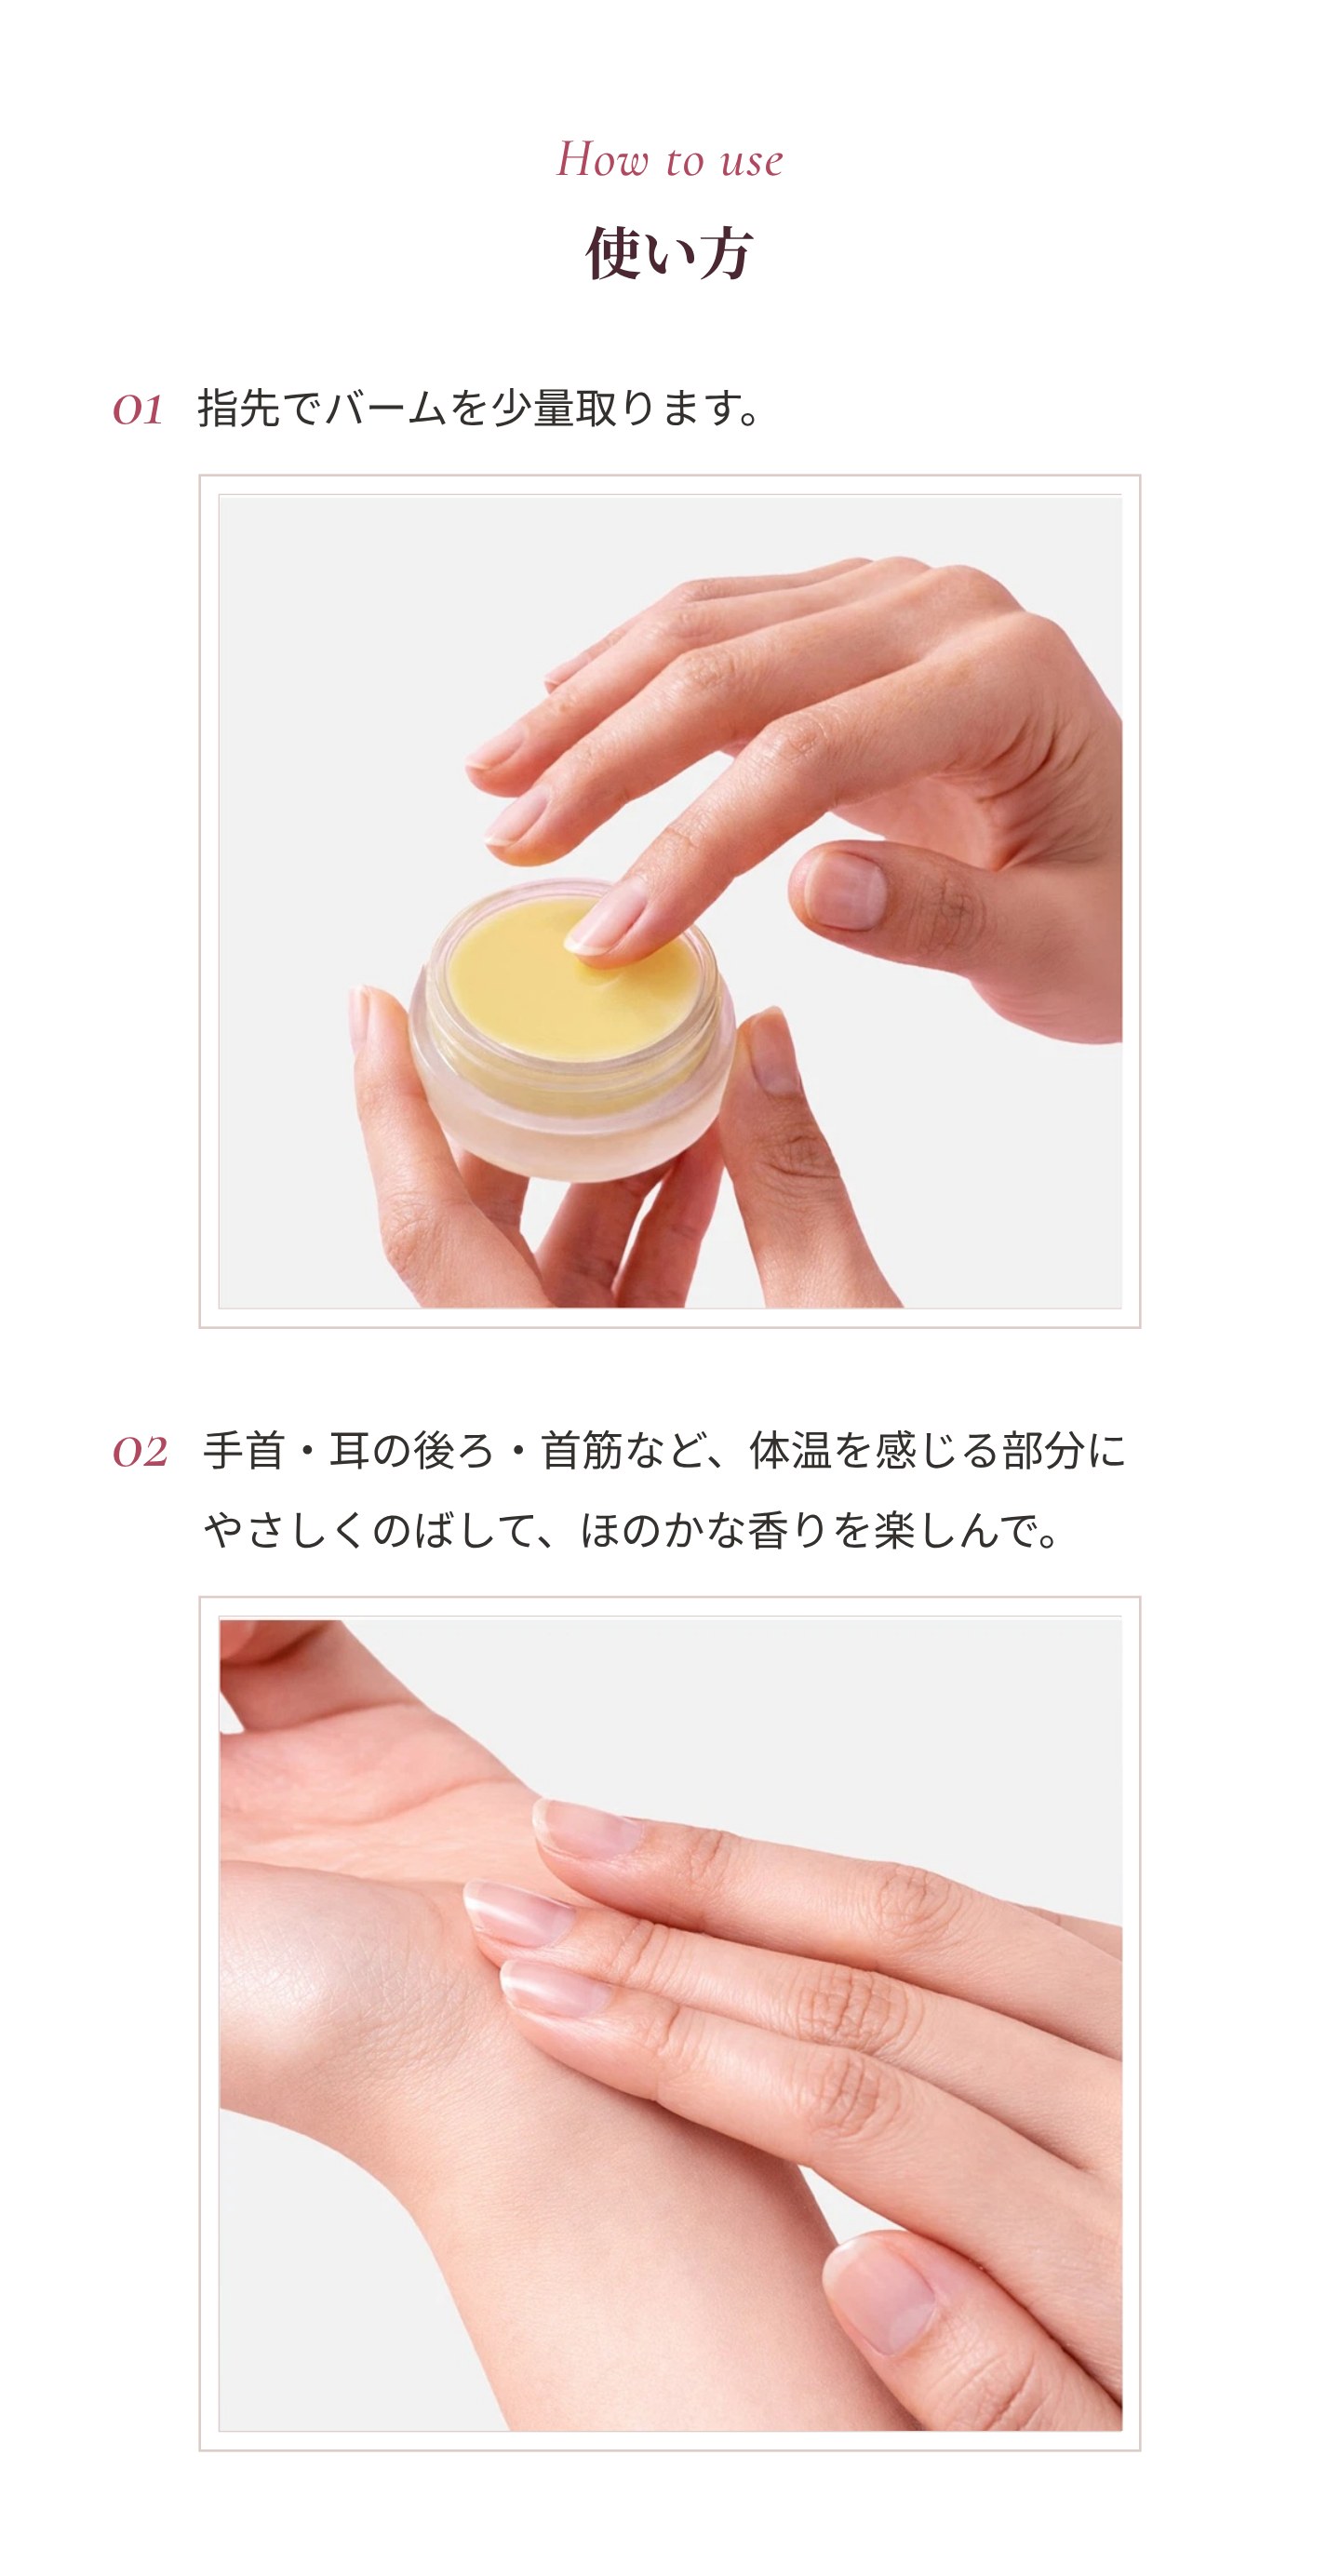 How to use
使い方
01 指先でバームを少量取ります。
02 手首・耳の後ろ・首筋など、体温を感じる部分に
やさしくのばして、ほのかな香りを楽しんで。